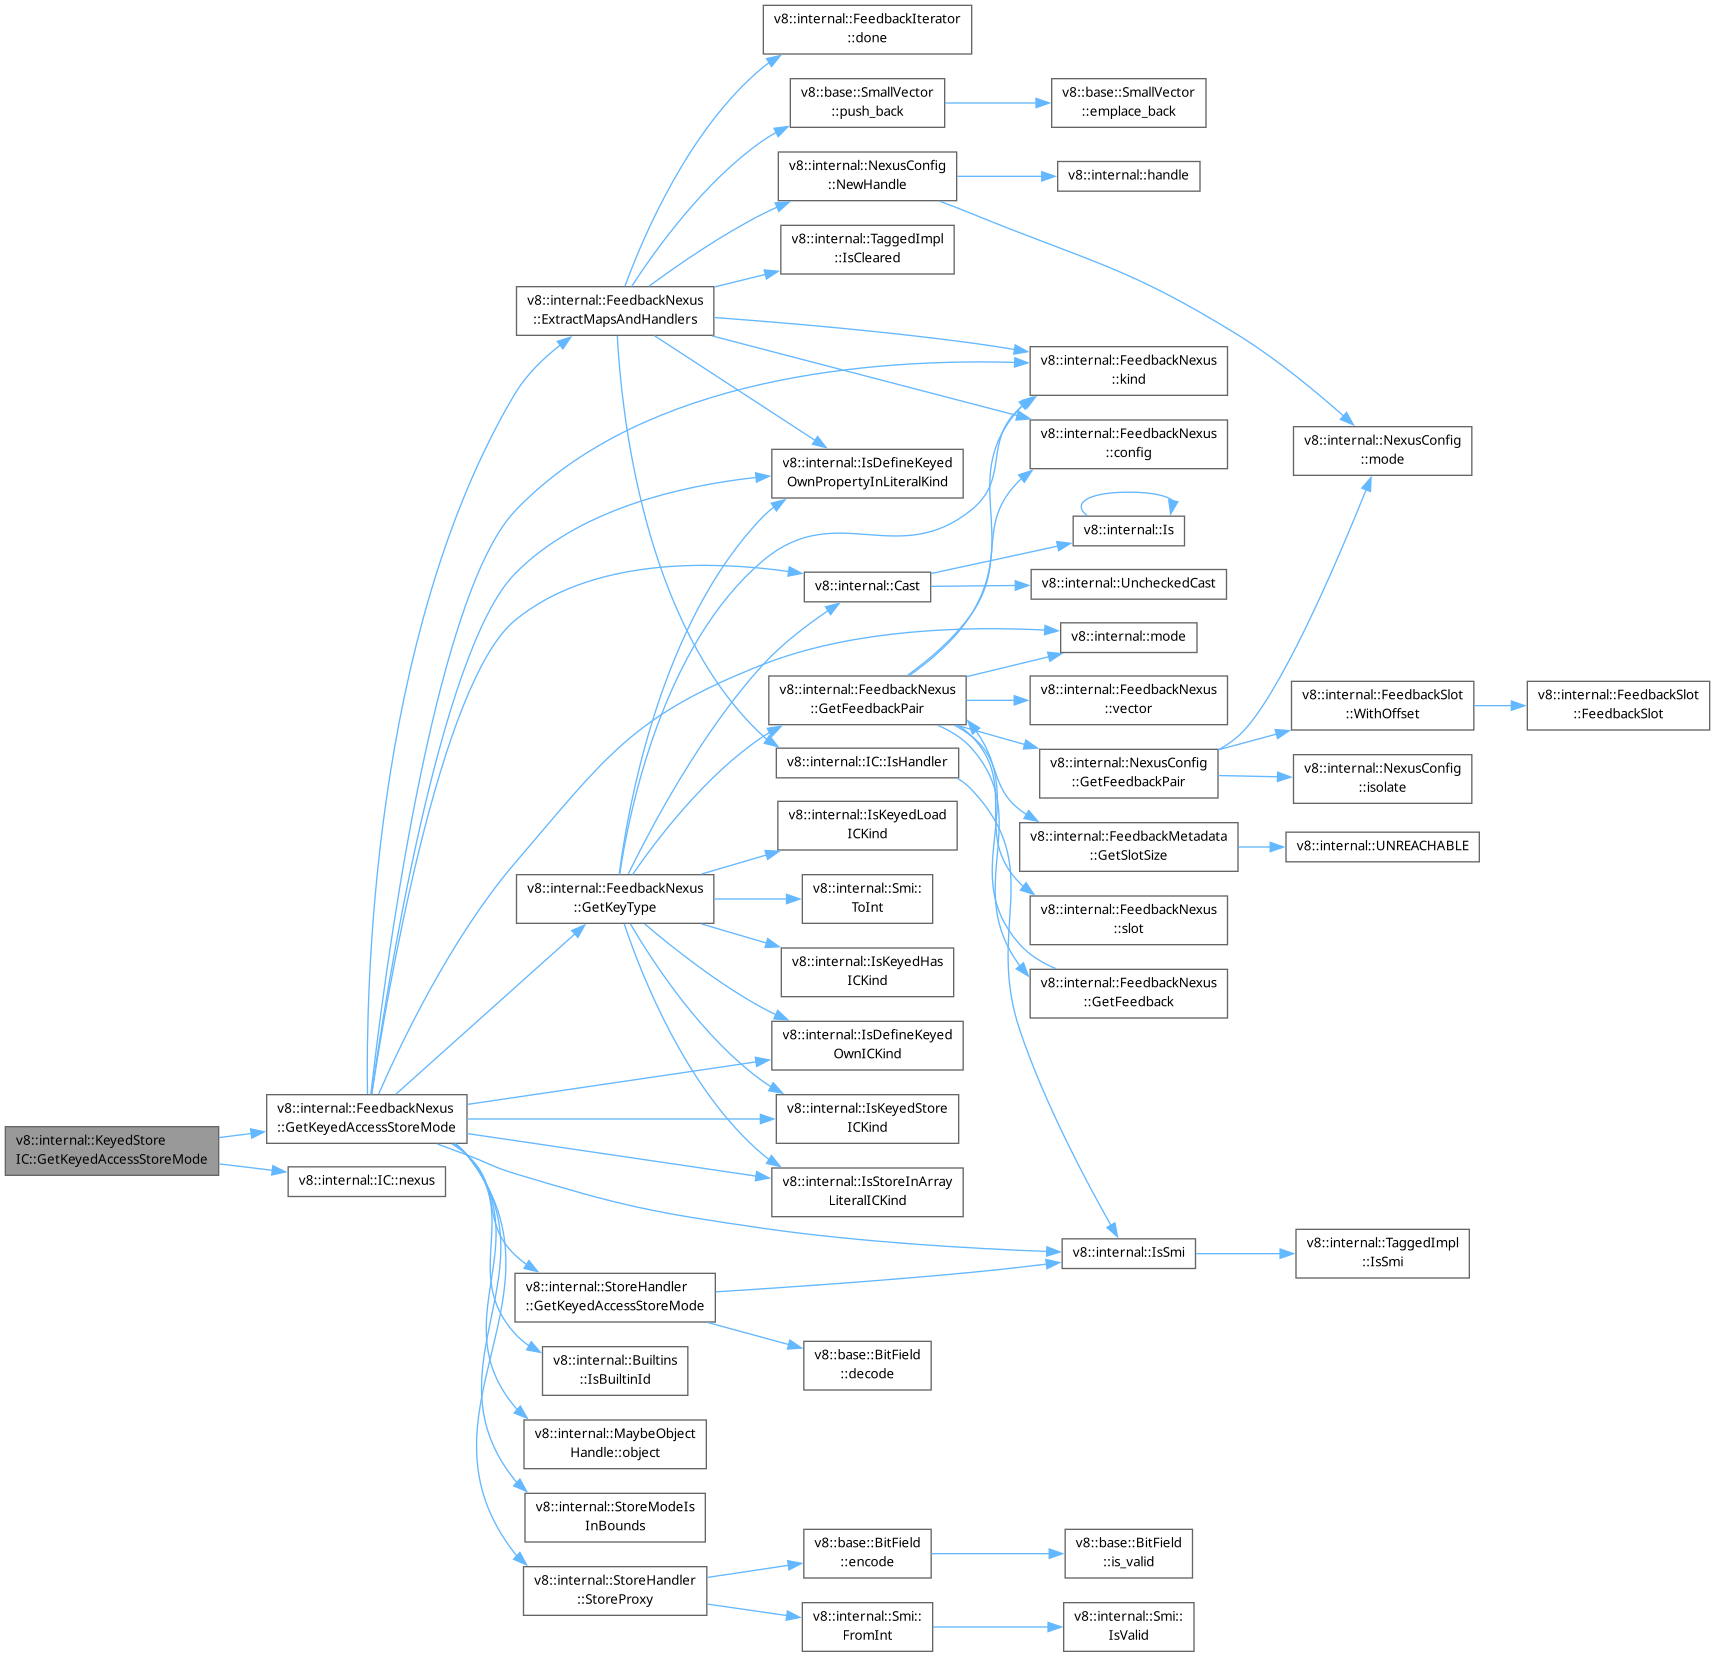 v8::internal::FeedbackIterator
::done
v8::base::SmallVector
::push_back
v8::base::SmallVector
::emplace_back
v8::internal::NexusConfig
::NewHandle
v8::internal::handle
v8::internal::TaggedImpl
::IsCleared
v8::internal::FeedbackNexus
::ExtractMapsAndHandlers
v8::internal::FeedbackNexus
::kind
v8::internal::FeedbackNexus
::config
v8::internal::NexusConfig
::mode
v8::internal::IsDefineKeyed
OwnPropertyInLiteralKind
v8::internal::Is
v8::internal::Cast
v8::internal::UncheckedCast
v8::internal::mode
v8::internal::FeedbackNexus
::GetFeedbackPair
v8::internal::FeedbackNexus
::vector
v8::internal::FeedbackSlot
::WithOffset
v8::internal::FeedbackSlot
::FeedbackSlot
v8::internal::IC::IsHandler
v8::internal::NexusConfig
::GetFeedbackPair
v8::internal::NexusConfig
::isolate
v8::internal::IsKeyedLoad
ICKind
v8::internal::FeedbackMetadata
::GetSlotSize
v8::internal::UNREACHABLE
v8::internal::FeedbackNexus
::GetKeyType
v8::internal::Smi::
ToInt
v8::internal::FeedbackNexus
::slot
v8::internal::IsKeyedHas
ICKind
v8::internal::FeedbackNexus
::GetFeedback
v8::internal::IsDefineKeyed
OwnICKind
v8::internal::FeedbackNexus
::GetKeyedAccessStoreMode
v8::internal::IsKeyedStore
ICKind
v8::internal::KeyedStore
IC::GetKeyedAccessStoreMode
v8::internal::IC::nexus
v8::internal::IsStoreInArray
LiteralICKind
v8::internal::IsSmi
v8::internal::TaggedImpl
::IsSmi
v8::internal::StoreHandler
::GetKeyedAccessStoreMode
v8::base::BitField
::decode
v8::internal::Builtins
::IsBuiltinId
v8::internal::MaybeObject
Handle::object
v8::internal::StoreModeIs
InBounds
v8::internal::StoreHandler
::StoreProxy
v8::base::BitField
::encode
v8::base::BitField
::is_valid
v8::internal::Smi::
FromInt
v8::internal::Smi::
IsValid